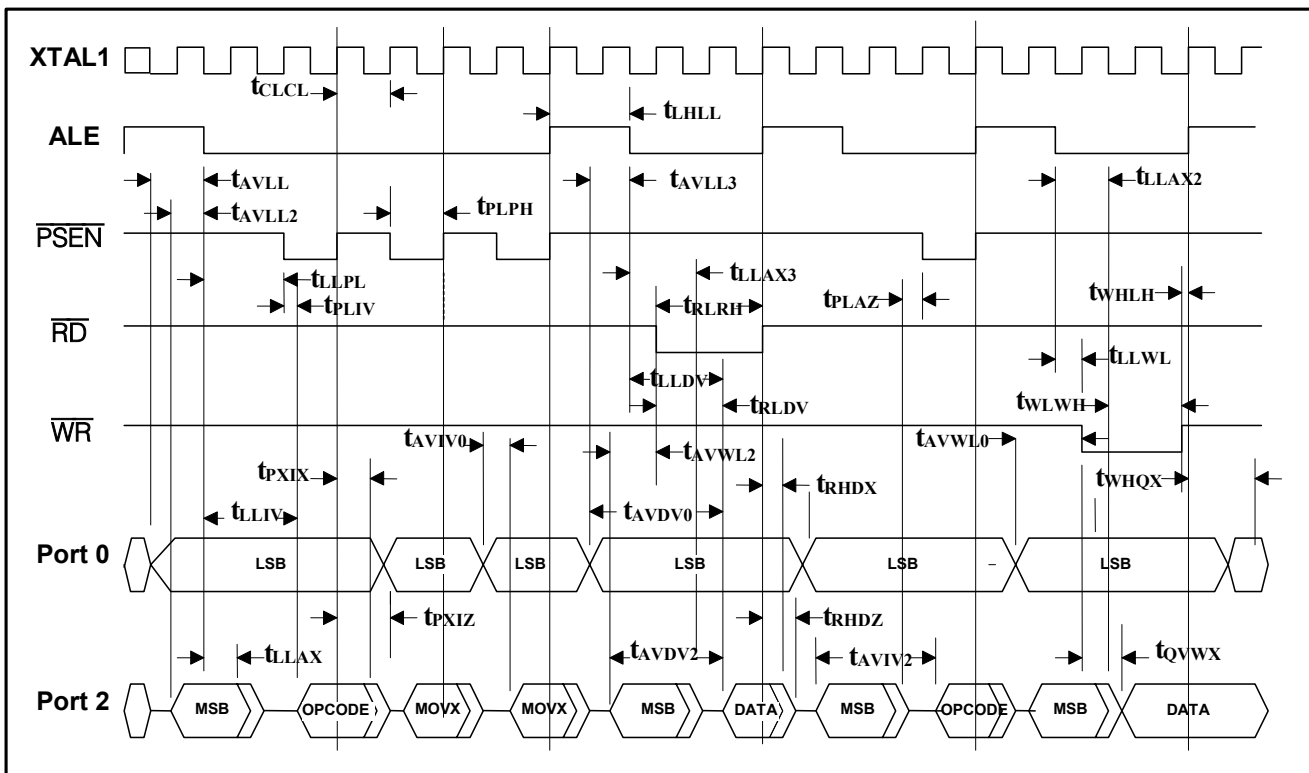 XTAL1
tCLCL
tLHLL
ALE
tAVLL tAVLL3 tLLAX2
tAVLL2 tPLPH
PSEN
tLLPL tLLAX3
tPLIV tRLRH tPLAZ tWHLH
RD
tLLDV tLLWL
tRLDV tWLWH
WR tAVIV0 tAVWL2 tAVWL0
tPXIX tRHDX tWHQX
tLLIV tAVDV0
Port 0 LSB LSB LSB LSB LSB LSB
tPXIZ tRHDZ
tLLAX tAVDV2 tAVIV2 tQVWX
Port 2 MSB OPCODE MOVX MOVX MSB DATA MSB OPCODE MSB DATA